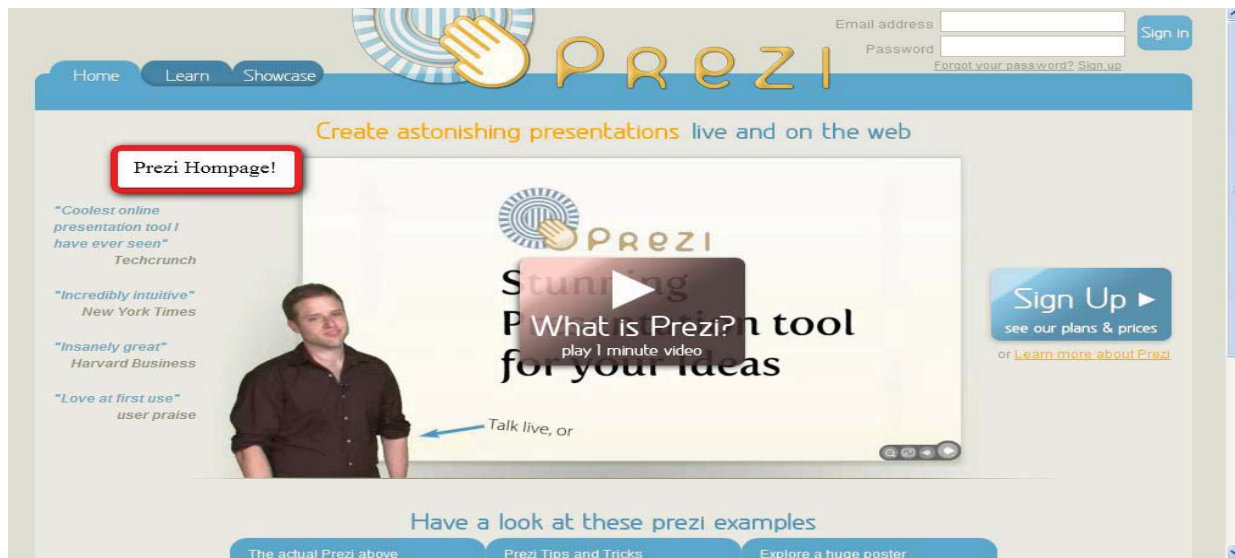 Email address
Password
Sign in
Forgot your password? Sign up
Home
Learn
Showcase
PReZI
Create astonishing presentations live and on the web
Prezi Hompage!
"Coolest online
presentation tool I
have ever seen"
Techcrunch
"Incredibly intuitive"
New York Times
"Insanely great"
Harvard Business
"Love at first use"
user praise
PReZI
Stunning
Presentation tool
for your ideas
What is Prezi?
play 1 minute video
Talk live, or
Sign Up
see our plans & prices
or Learn more about Prezi
Have a look at these prezi examples
The actual Prezi above
Prezi Tips and Tricks
Explore a huge poster